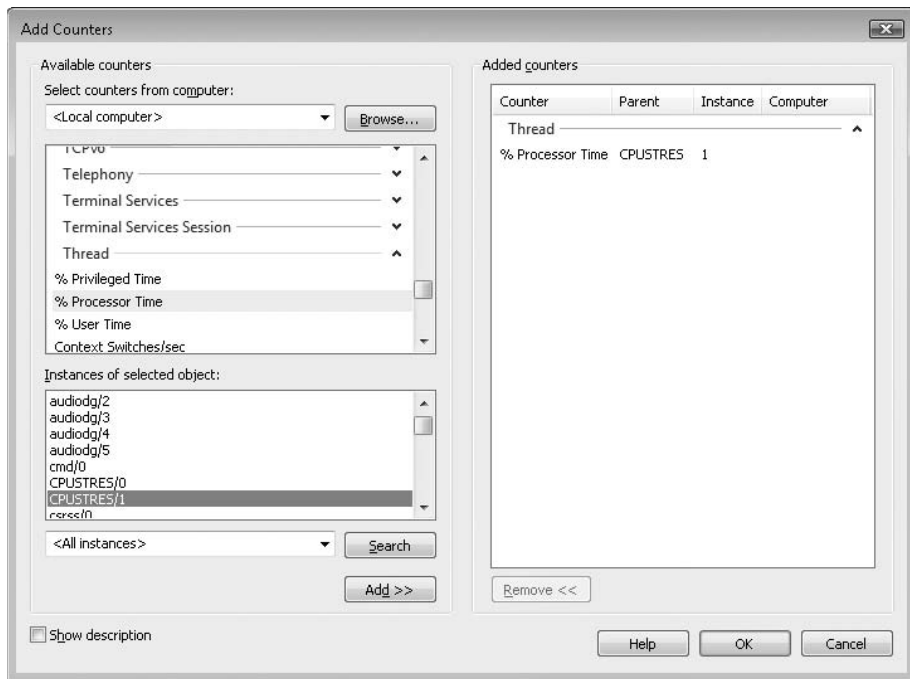 Add Counters
Available counters
Select counters from computer:
<Local computer>
Browse...
TCPv6
Telephony
Terminal Services
Terminal Services Session
Thread
% Privileged Time
% Processor Time
% User Time
Context Switches/sec
Instances of selected object:
audiodg/2
audiodg/3
audiodg/4
audiodg/5
cmd/0
CPUSTRES/0
CPUSTRES/1
csrss/0
<All instances>
Search
Add >>
Show description
Added counters
Counter Parent Instance Computer
Thread
% Processor Time CPUSTRES 1
Remove <<
Help OK Cancel